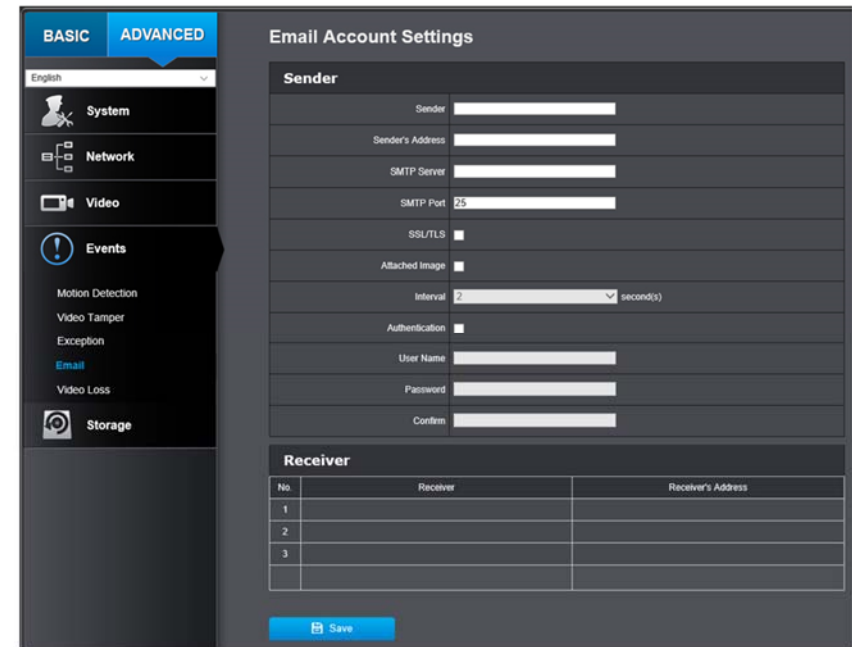 BASIC ADVANCED
English
System
Network
Video
Events
Motion Detection
Video Tamper
Exception
Email
Video Loss
Storage
Email Account Settings
Sender
Sender
Sender's Address
SMTP Server
SMTP Port 25
SSL/TLS
Attached Image
Interval 2 second(s)
Authentication
User Name
Password
Confirm
Receiver
No. Receiver Receiver's Address
1
2
3
Save